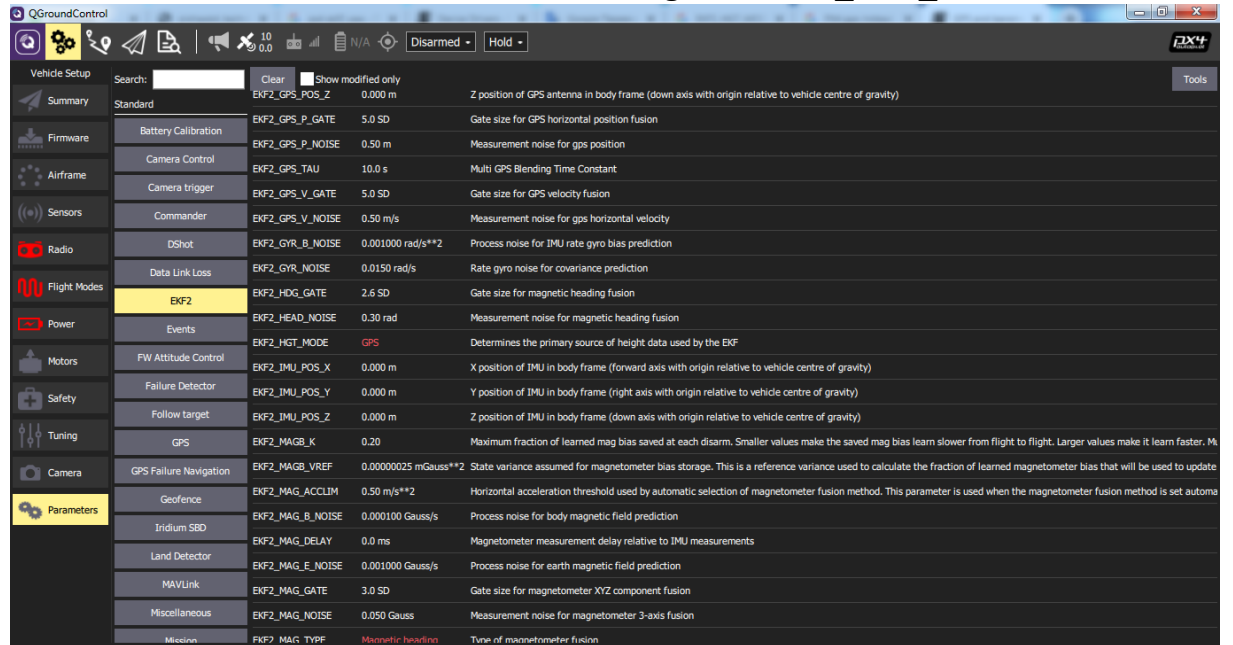 QGroundControl
10
0.0
N/A
Disarmed
Hold
px4
Vehicle Setup
Summary
Firmware
Airframe
Sensors
Radio
Flight Modes
Power
Motors
Safety
Tuning
Camera
Parameters
Search:
Clear
Show modified only
Tools
Standard
Battery Calibration
Camera Control
Camera trigger
Commander
DShot
Data Link Loss
EKF2
Events
FW Attitude Control
Failure Detector
Follow target
GPS
GPS Failure Navigation
Geofence
Iridium SBD
Land Detector
MAVLink
Miscellaneous
Mission
EKF2_GPS_POS_Z 0.000 m Z position of GPS antenna in body frame (down axis with origin relative to vehicle centre of gravity)
EKF2_GPS_P_GATE 5.0 SD Gate size for GPS horizontal position fusion
EKF2_GPS_P_NOISE 0.50 m Measurement noise for gps position
EKF2_GPS_TAU 10.0 s Multi GPS Blending Time Constant
EKF2_GPS_V_GATE 5.0 SD Gate size for GPS velocity fusion
EKF2_GPS_V_NOISE 0.50 m/s Measurement noise for gps horizontal velocity
EKF2_GYR_B_NOISE 0.001000 rad/s**2 Process noise for IMU rate gyro bias prediction
EKF2_GYR_NOISE 0.0150 rad/s Rate gyro noise for covariance prediction
EKF2_HDG_GATE 2.6 SD Gate size for magnetic heading fusion
EKF2_HEAD_NOISE 0.30 rad Measurement noise for magnetic heading fusion
EKF2_HGT_MODE GPS Determines the primary source of height data used by the EKF
EKF2_IMU_POS_X 0.000 m X position of IMU in body frame (forward axis with origin relative to vehicle centre of gravity)
EKF2_IMU_POS_Y 0.000 m Y position of IMU in body frame (right axis with origin relative to vehicle centre of gravity)
EKF2_IMU_POS_Z 0.000 m Z position of IMU in body frame (down axis with origin relative to vehicle centre of gravity)
EKF2_MAGB_K 0.20 Maximum fraction of learned mag bias saved at each disarm. Smaller values make the saved mag bias learn slower from flight to flight. Larger values make it learn faster. Mu
EKF2_MAGB_VREF 0.00000025 mGauss**2 State variance assumed for magnetometer bias storage. This is a reference variance used to calculate the fraction of learned magnetometer bias that will be used to update
EKF2_MAG_ACCLIM 0.50 m/s**2 Horizontal acceleration threshold used by automatic selection of magnetometer fusion method. This parameter is used when the magnetometer fusion method is set automa
EKF2_MAG_B_NOISE 0.000100 Gauss/s Process noise for body magnetic field prediction
EKF2_MAG_DELAY 0.0 ms Magnetometer measurement delay relative to IMU measurements
EKF2_MAG_E_NOISE 0.001000 Gauss/s Process noise for earth magnetic field prediction
EKF2_MAG_GATE 3.0 SD Gate size for magnetometer XYZ component fusion
EKF2_MAG_NOISE 0.050 Gauss Measurement noise for magnetometer 3-axis fusion
EKF2_MAG_TYPE Magnetic heading Type of magnetometer fusion